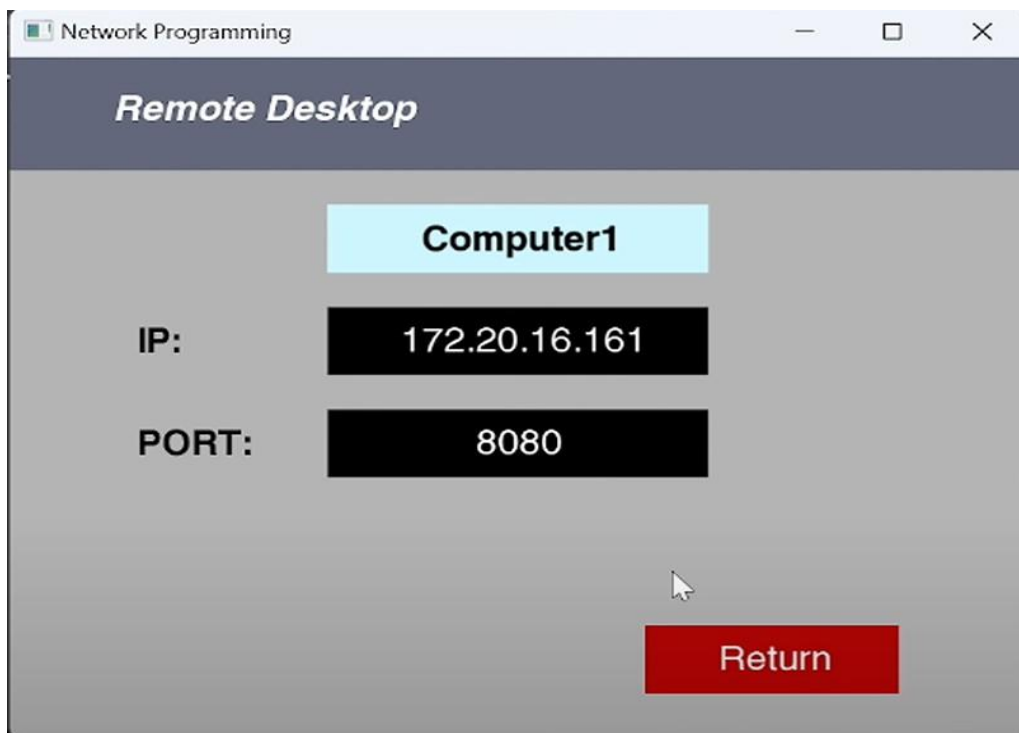 Network Programming
Remote Desktop
Computer1
IP: 172.20.16.161
PORT: 8080
Return